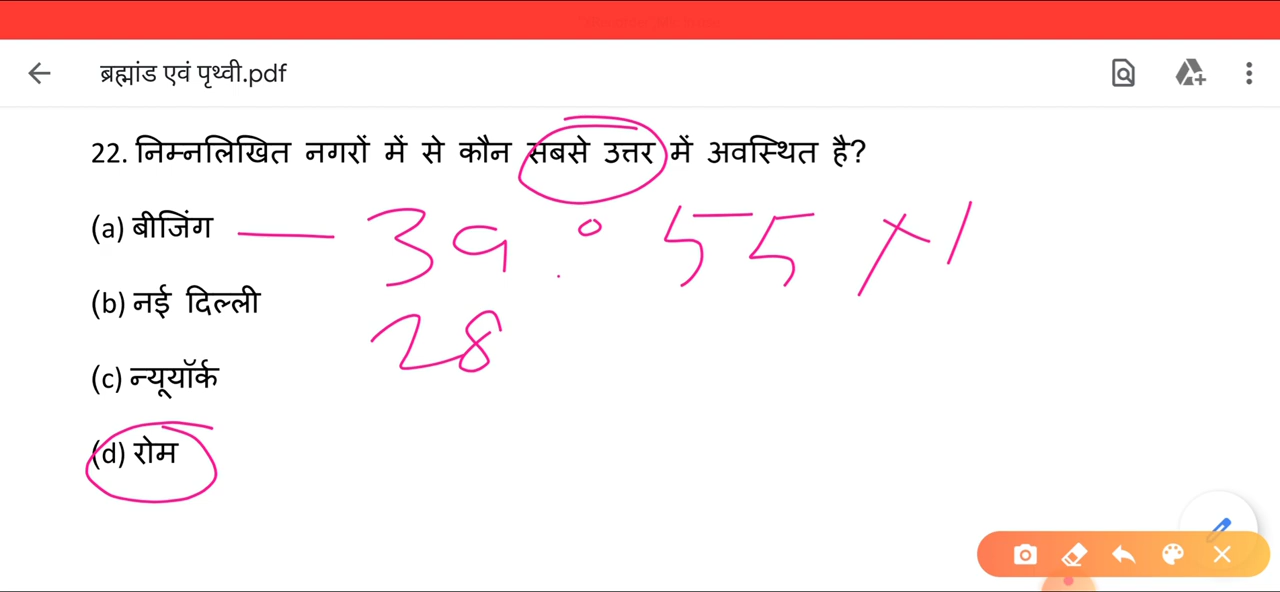 ब्रह्मांड एवं पृथ्वी.pdf
22. निम्नलिखित नगरों में से कौन सबसे उत्तर में अवस्थित है?
(a) बीजिंग 39° 55
(b) नई दिल्ली 28
(c) न्यूयॉर्क
(d) रोम